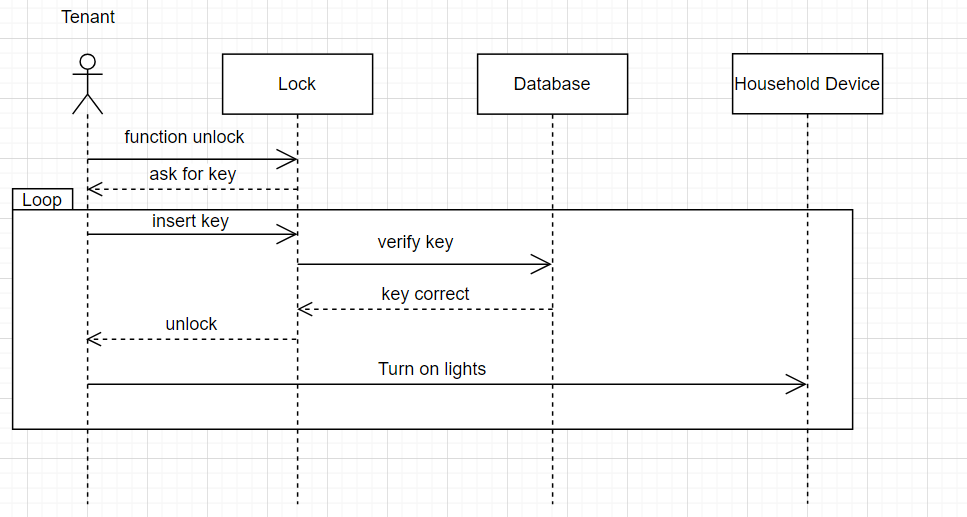 Tenant
Lock
Database
Household Device
function unlock
ask for key
Loop
insert key
verify key
key correct
unlock
Turn on lights